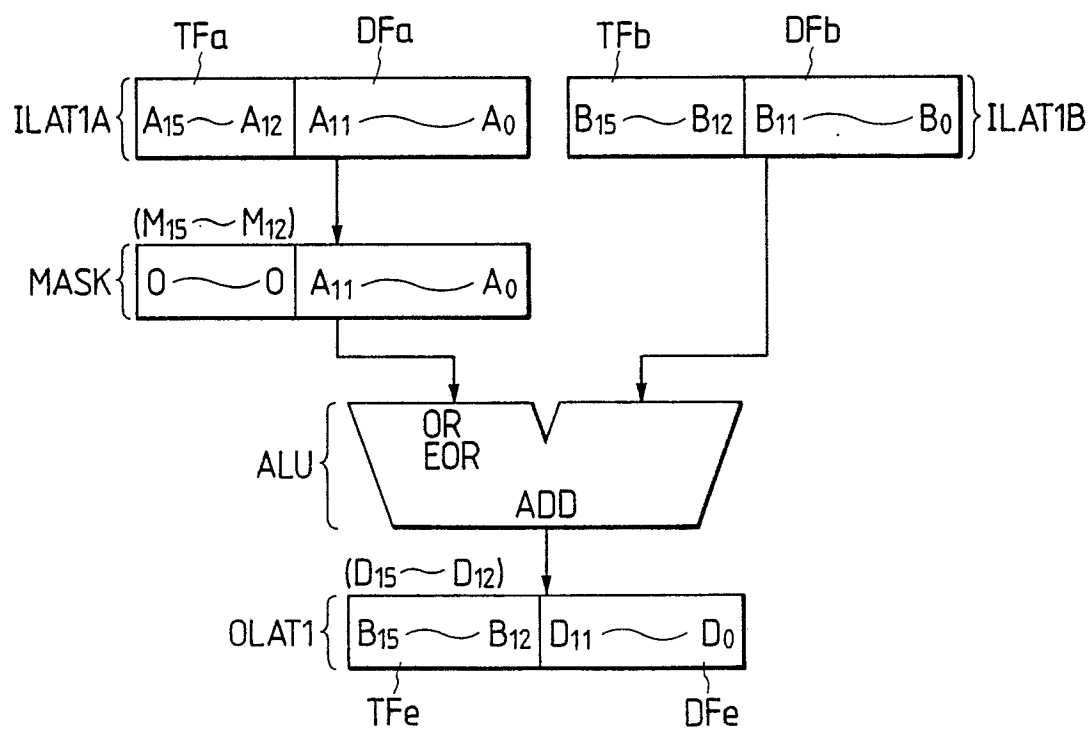 TFa DFa TFb DFb
ILAT1A A15 ~ A12 A11 ~ A0 B15 ~ B12 B11 ~ B0 ILAT1B
(M15 ~ M12)
MASK 0 ~ 0 A11 ~ A0
OR
EOR
ALU
ADD
(D15 ~ D12)
OLAT1 B15 ~ B12 D11 ~ D0
TFe DFe